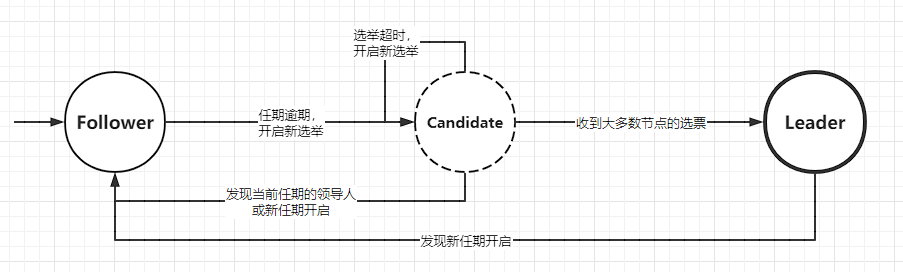 选举超时，
开启新选举
Follower
任期逾期，
开启新选举
Candidate
收到大多数节点的选票
Leader
发现当前任期的领导人
或新任期开启
发现新任期开启